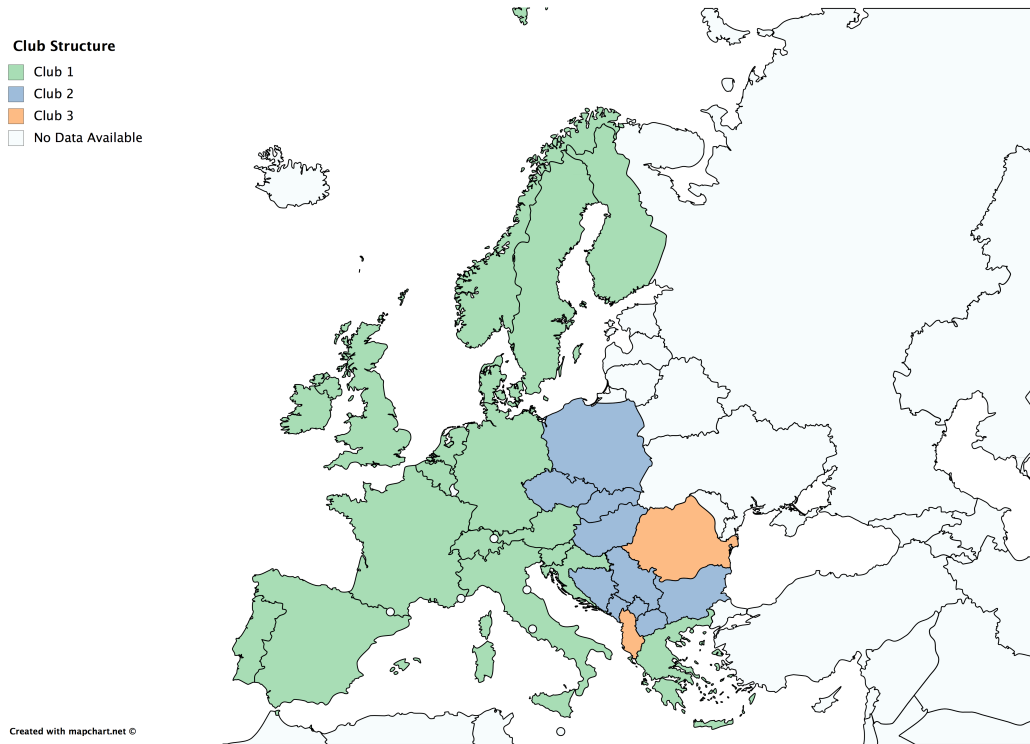 Club Structure
Club 1
Club 2
Club 3
No Data Available
Created with mapchart.net ©